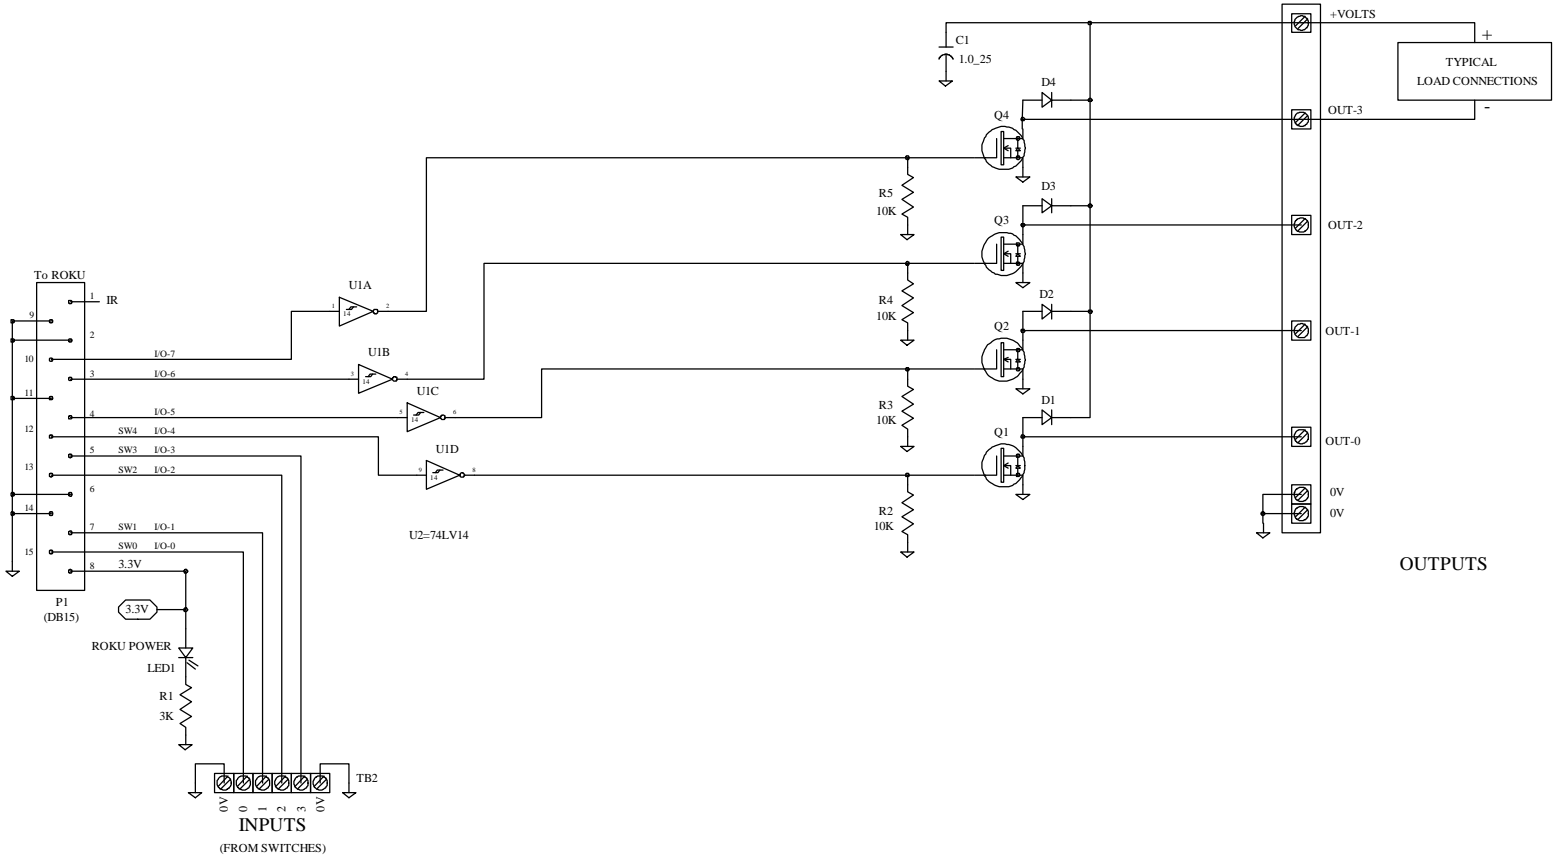 +VOLTS
C1
1.0_25
+
TYPICAL
LOAD CONNECTIONS
-
D4
OUT-3
Q4
D3
R5
10K
Q3
OUT-2
To ROKU
1
IR
U1A
1
14
2
D2
R4
10K
9
2
Q2
OUT-1
10
I/O-7
U1B
3
14
4
3
I/O-6
U1C
5
14
6
D1
11
R3
10K
4
I/O-5
12
SW4
I/O-4
Q1
OUT-0
5
SW3
I/O-3
U1D
9
14
8
13
SW2
I/O-2
6
0V
14
0V
R2
10K
7
SW1
I/O-1
U2=74LV14
15
SW0
I/O-0
8
3.3V
OUTPUTS
P1
(DB15)
3.3V
ROKU POWER
LED1
R1
3K
TB2
0V
0
1
2
3
0V
INPUTS
(FROM SWITCHES)